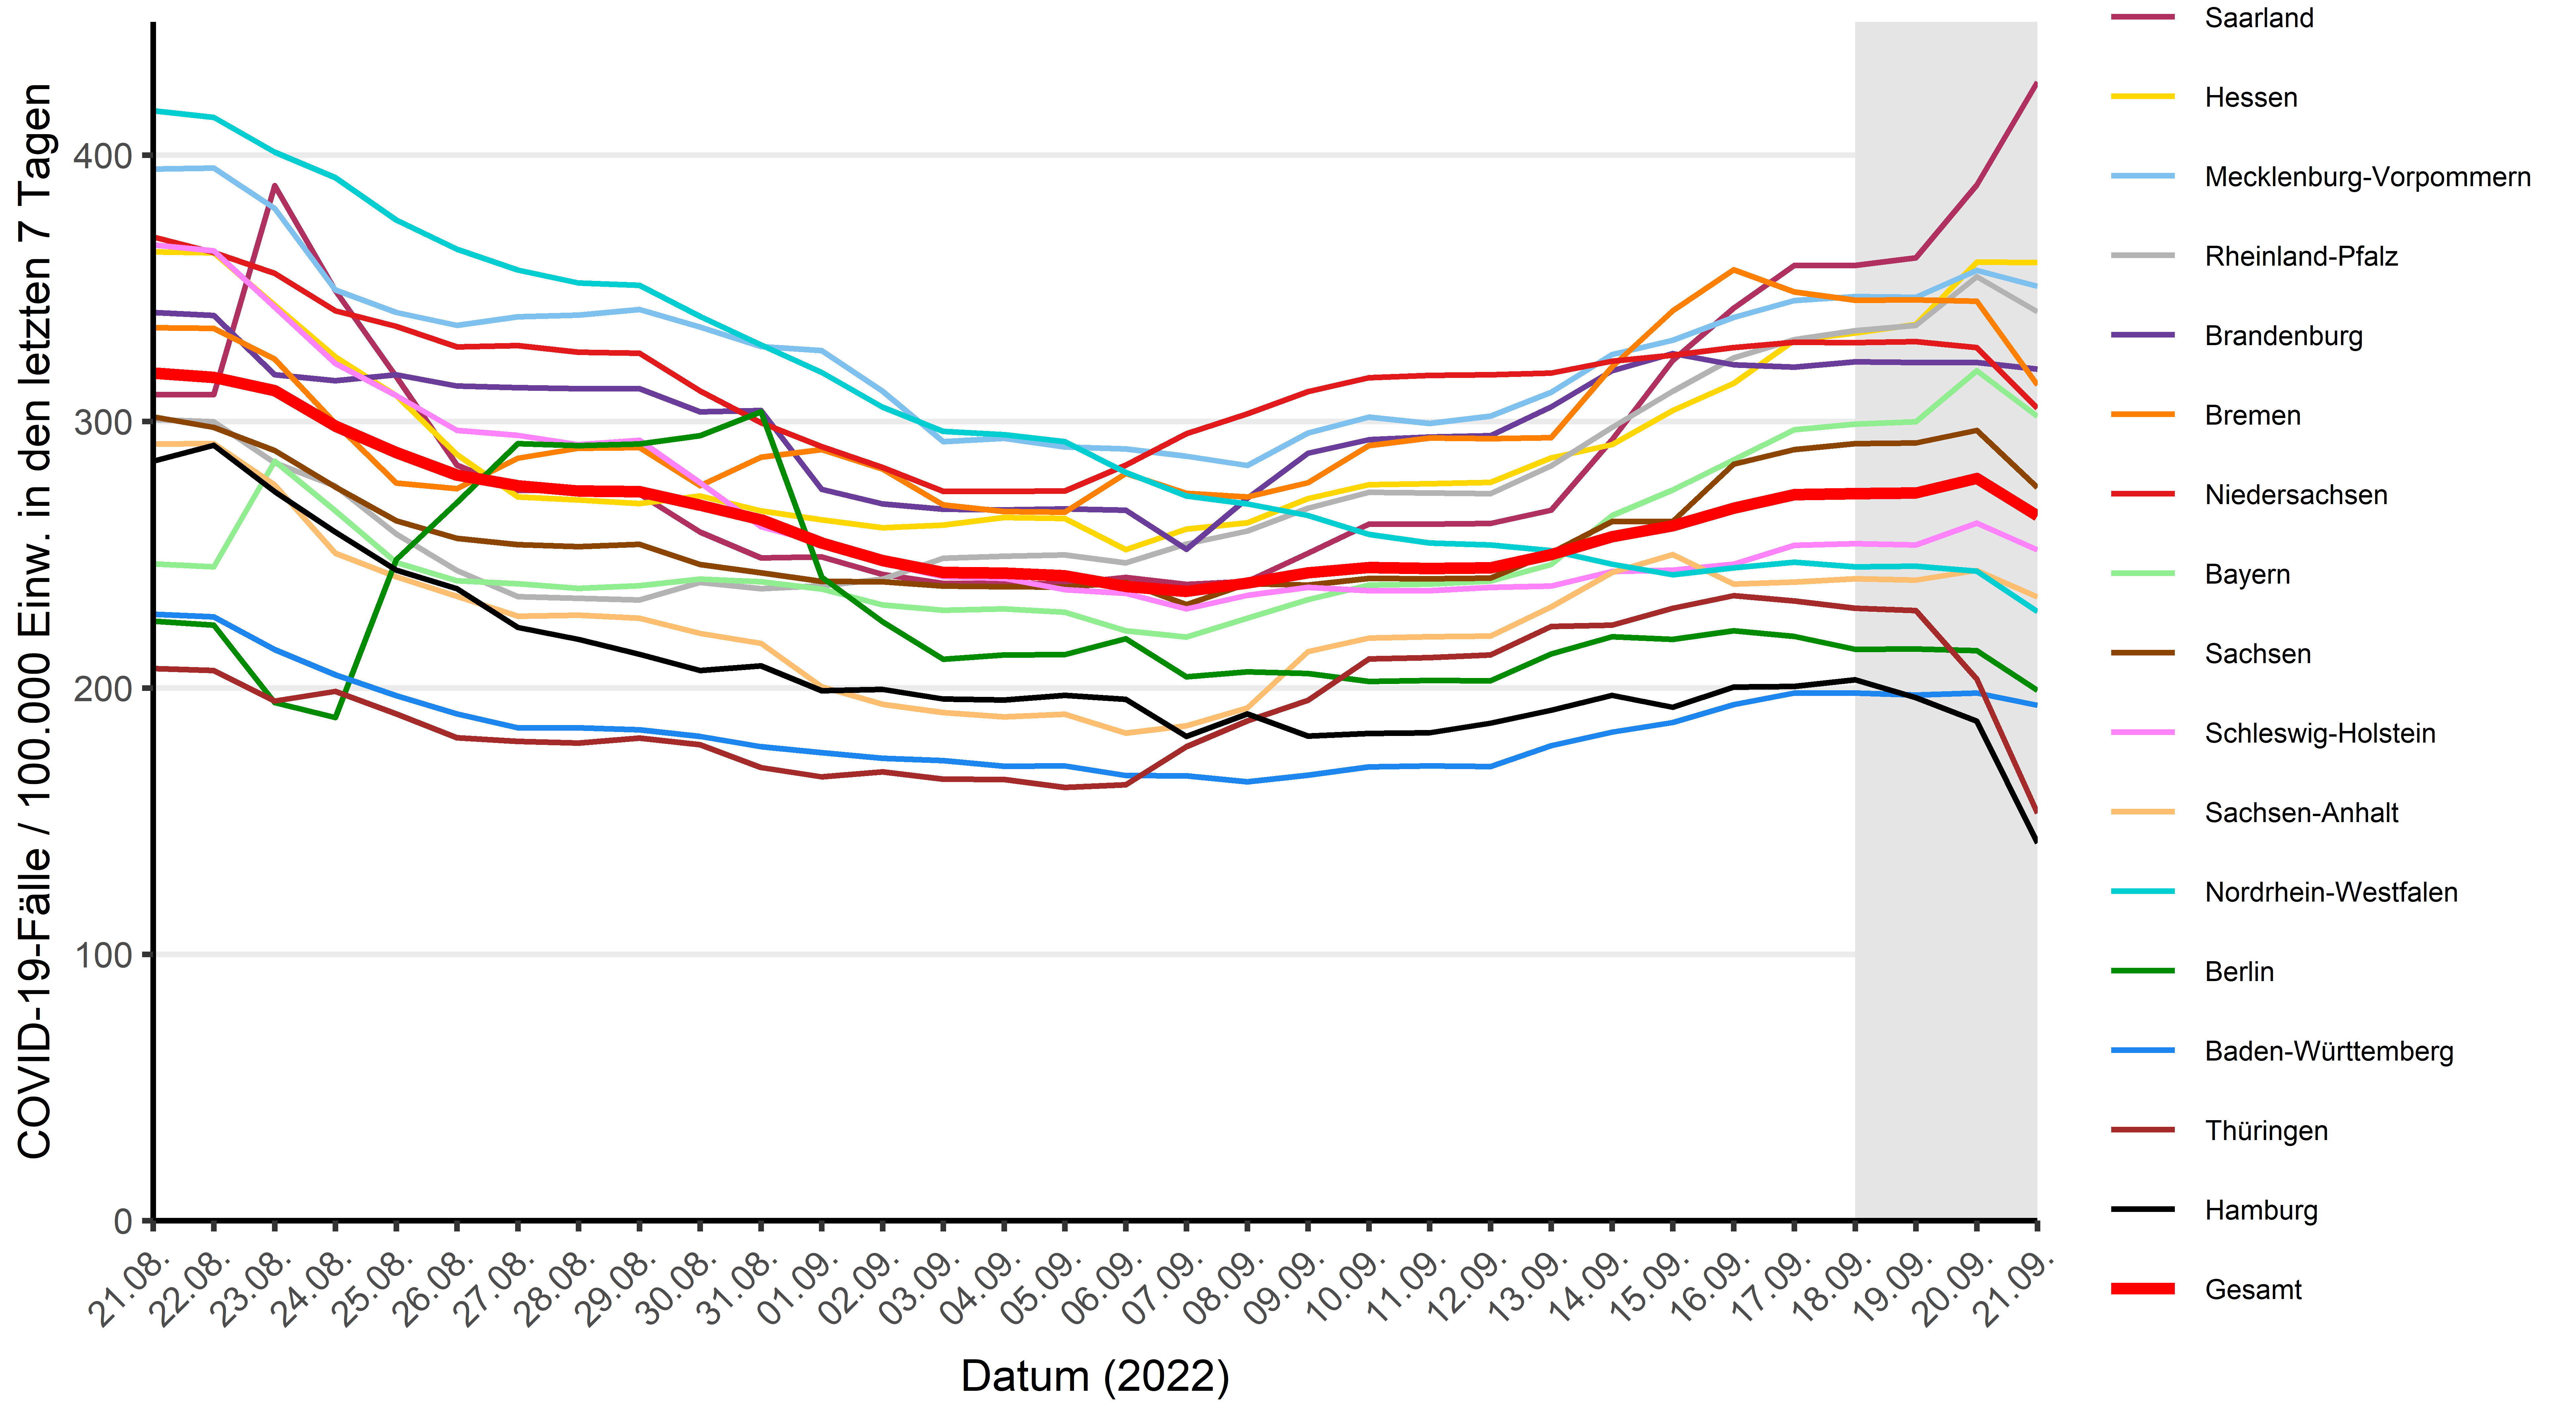 COVID-19-Fälle / 100.000 Einw. in den letzten 7 Tagen
400
300
200
100
0
21.08.
22.08.
23.08.
24.08.
25.08.
26.08.
27.08.
28.08.
29.08.
30.08.
31.08.
01.09.
02.09.
03.09.
04.09.
05.09.
06.09.
07.09.
08.09.
09.09.
10.09.
11.09.
12.09.
13.09.
14.09.
15.09.
16.09.
17.09.
18.09.
19.09.
20.09.
21.09.
Datum (2022)
Saarland
Hessen
Mecklenburg-Vorpommern
Rheinland-Pfalz
Brandenburg
Bremen
Niedersachsen
Bayern
Sachsen
Schleswig-Holstein
Sachsen-Anhalt
Nordrhein-Westfalen
Berlin
Baden-Württemberg
Thüringen
Hamburg
Gesamt